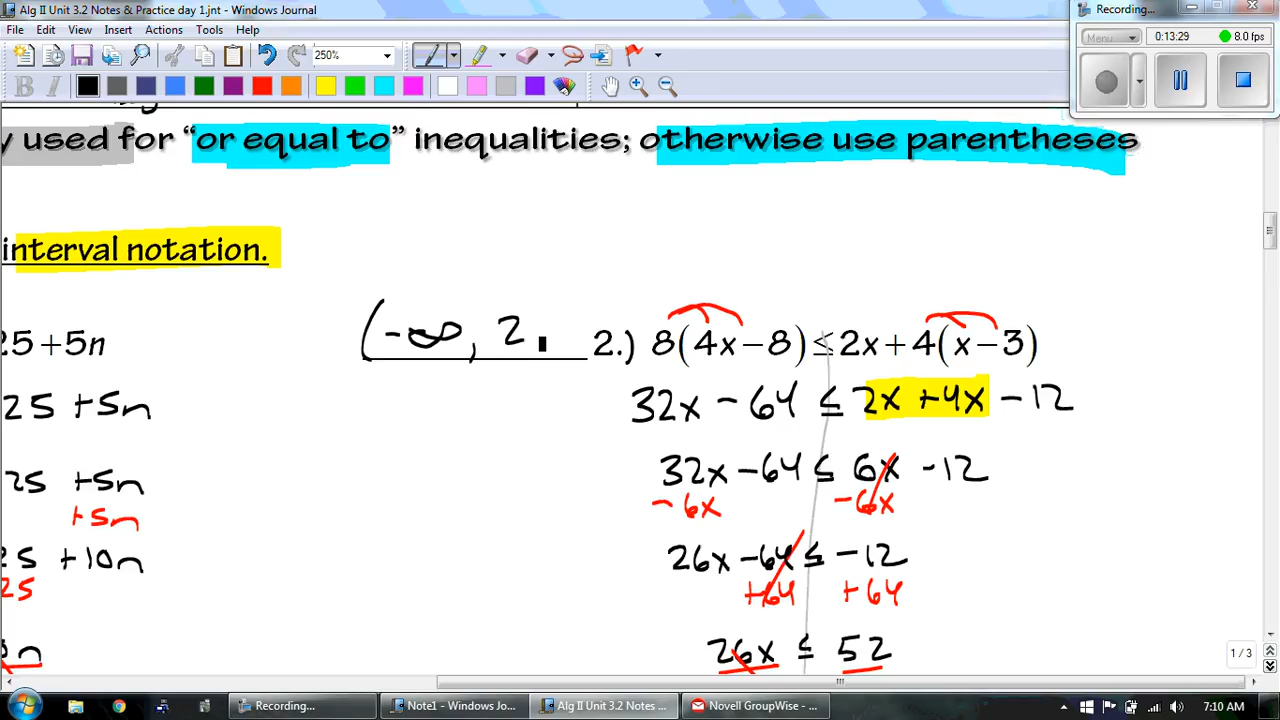 Alg II Unit 3.2 Notes & Practice day 1.jnt - Windows Journal
Recording...
File Edit View Insert Actions Tools Help
Menu
0:13:29
8.0 fps
250%
B I
y used for “or equal to” inequalities; otherwise use parentheses
interval notation.
25+5n
(-∞, 2
2.) 8(4x-8)≤2x+4(x-3)
25 +5n
32x - 64 ≤ 2x +4x - 12
25 +5n
32x -64 ≤ 6x -12
+5n
-6x -6x
25 +10n
26x -64 ≤ -12
25
+64 +64
0n
26x ≤ 52
1 / 3
Recording...
Note1 - Windows Jo...
Alg II Unit 3.2 Notes ...
Novell GroupWise - ...
7:10 AM